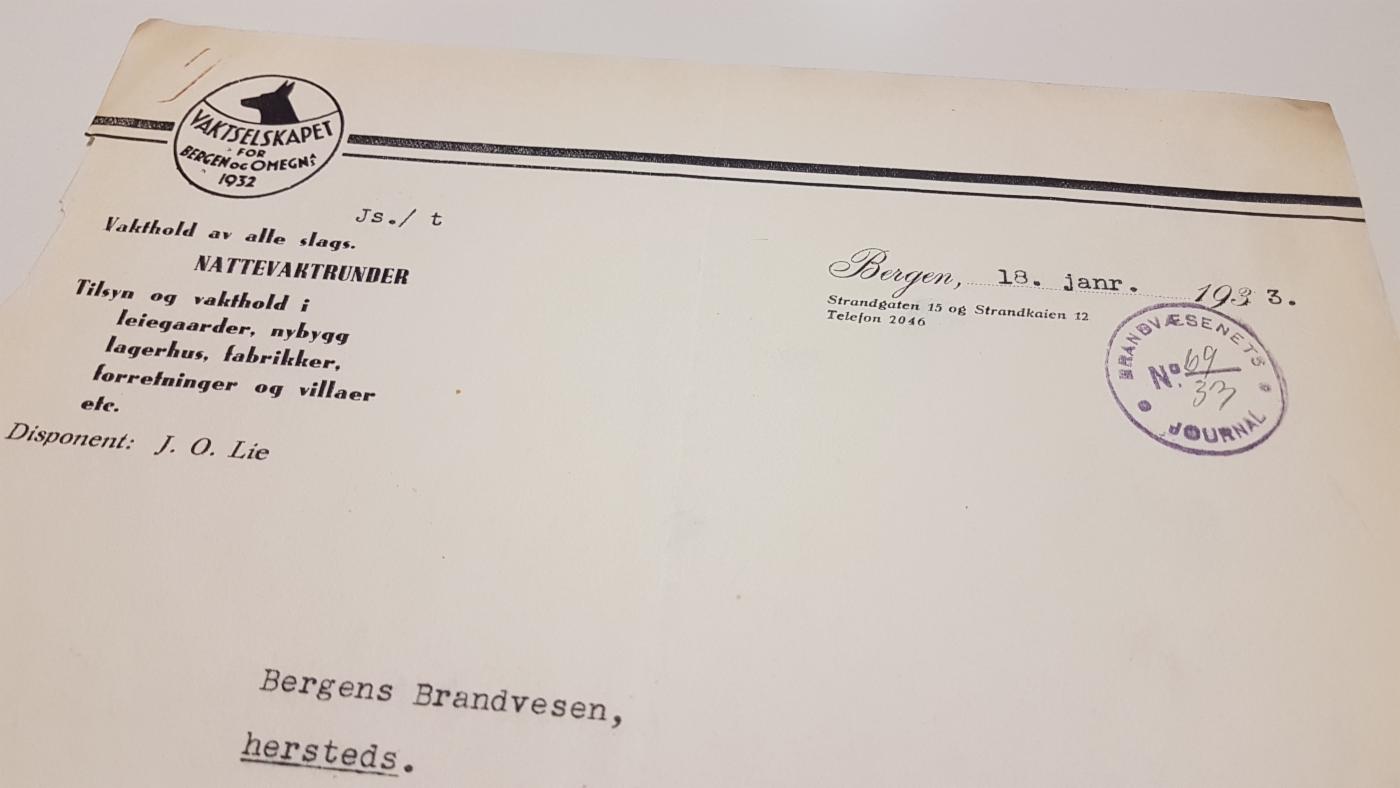 VAKTSELSKAPET
FOR
BERGEN OG OMEGN A/S
1932
Js./ t
Vakthold av alle slags.
NATTEVAKTRUNDER
Tilsyn og vakthold i
leiegaarder, nybygg
lagerhus, fabrikker,
forretninger og villaer
etc.
Disponent: J. O. Lie
Bergen, 18. janr. 193 3.
Strandgaten 15 og Strandkaien 12
Telefon 2046
BRANDVÆSENETS
No. 69/33
JOURNAL
Bergens Brandvesen,
hersteds.